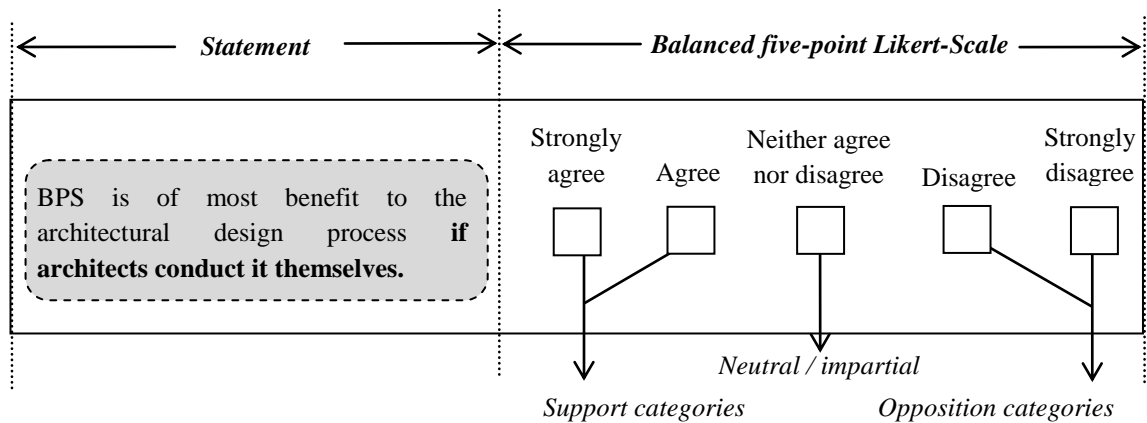 Statement
Balanced five-point Likert-Scale
BPS is of most benefit to the
architectural design process if
architects conduct it themselves.
Strongly
agree
Agree
Neither agree
nor disagree
Disagree
Strongly
disagree
Neutral / impartial
Support categories
Opposition categories